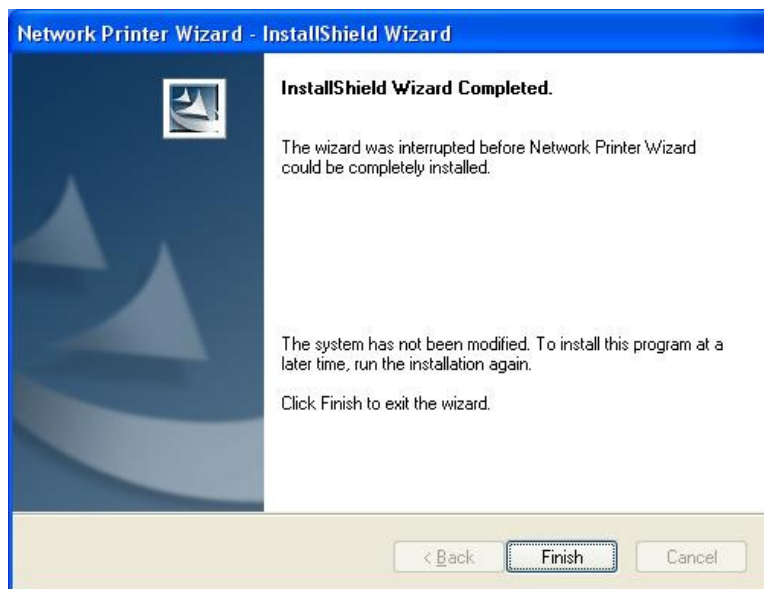 Network Printer Wizard - InstallShield Wizard
InstallShield Wizard Completed.
The wizard was interrupted before Network Printer Wizard
could be completely installed.
The system has not been modified. To install this program at a
later time, run the installation again.
Click Finish to exit the wizard.
< Back Finish Cancel